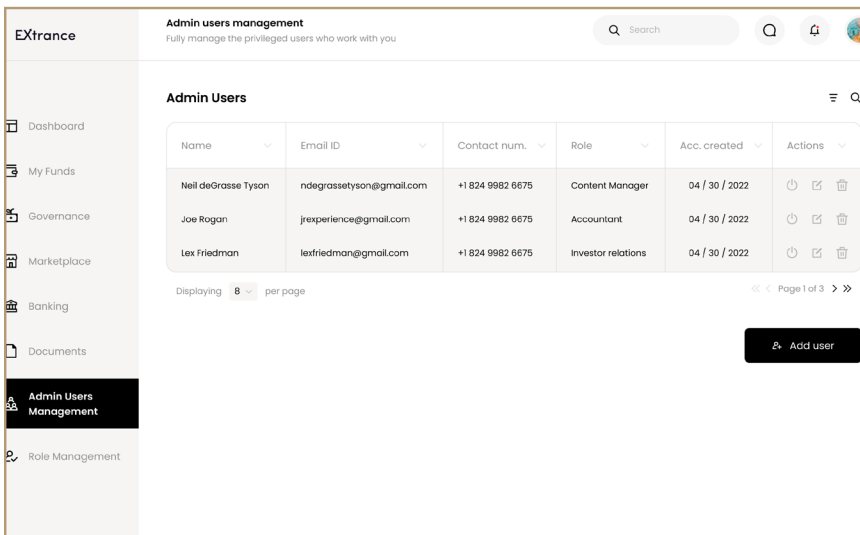 EXtrance
Admin users management
Fully manage the privileged users who work with you
Search
Dashboard
My Funds
Governance
Marketplace
Banking
Documents
Admin Users
Management
Role Management
Admin Users
Name Email ID Contact num. Role Acc. created Actions
Neil deGrasse Tyson ndegrassetyson@gmail.com +1 824 9982 6675 Content Manager 04 / 30 / 2022
Joe Rogan jrexperience@gmail.com +1 824 9982 6675 Accountant 04 / 30 / 2022
Lex Friedman lexfriedman@gmail.com +1 824 9982 6675 Investor relations 04 / 30 / 2022
Displaying 8 per page
Page 1 of 3
Add user